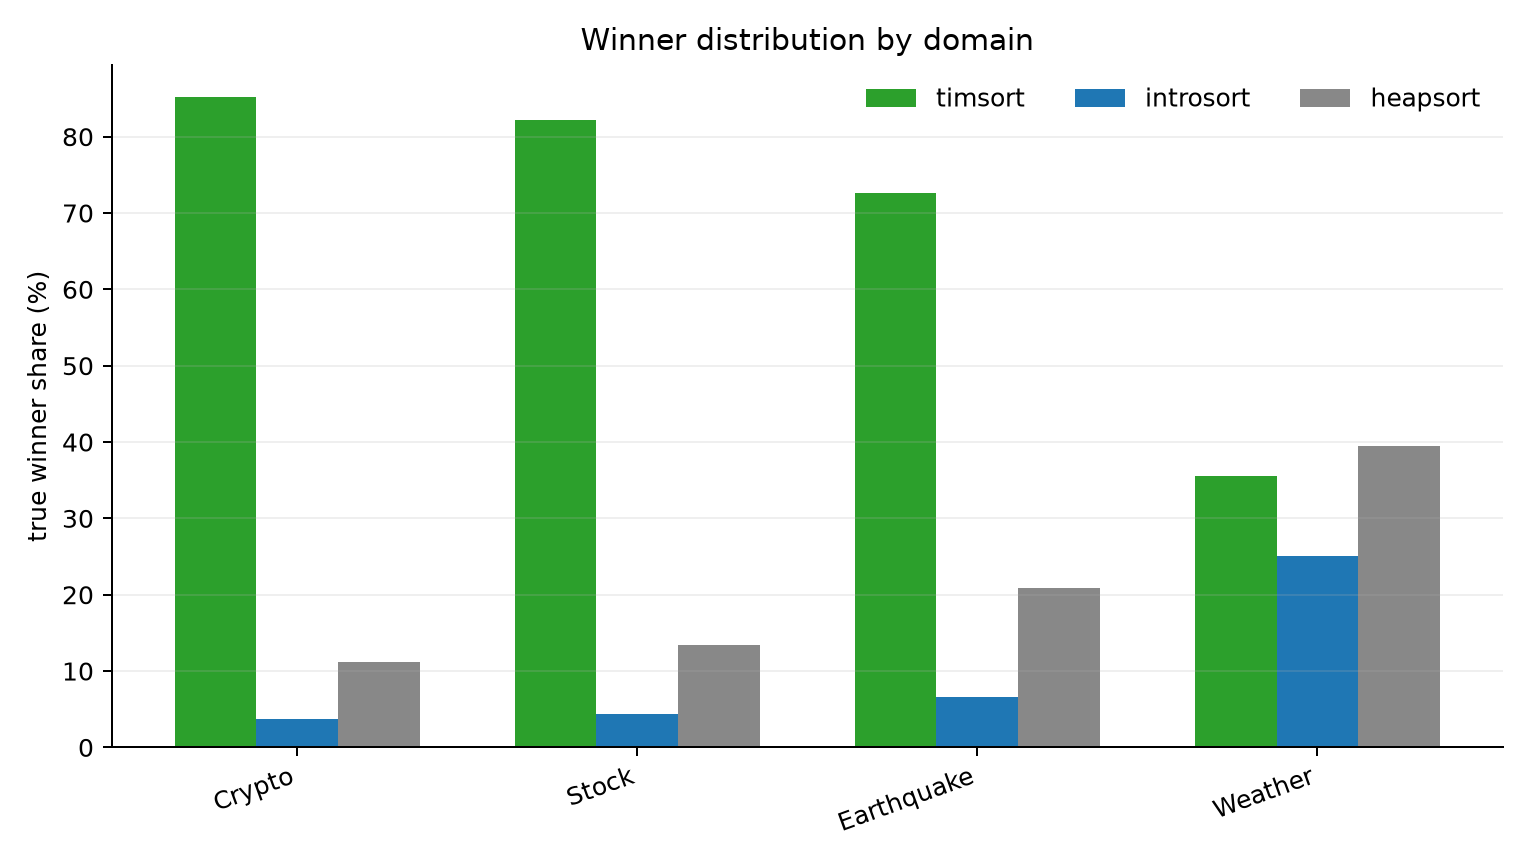 Winner distribution by domain
timsort introsort heapsort
true winner share (%)
80
70
60
50
40
30
20
10
0
Crypto Stock Earthquake Weather